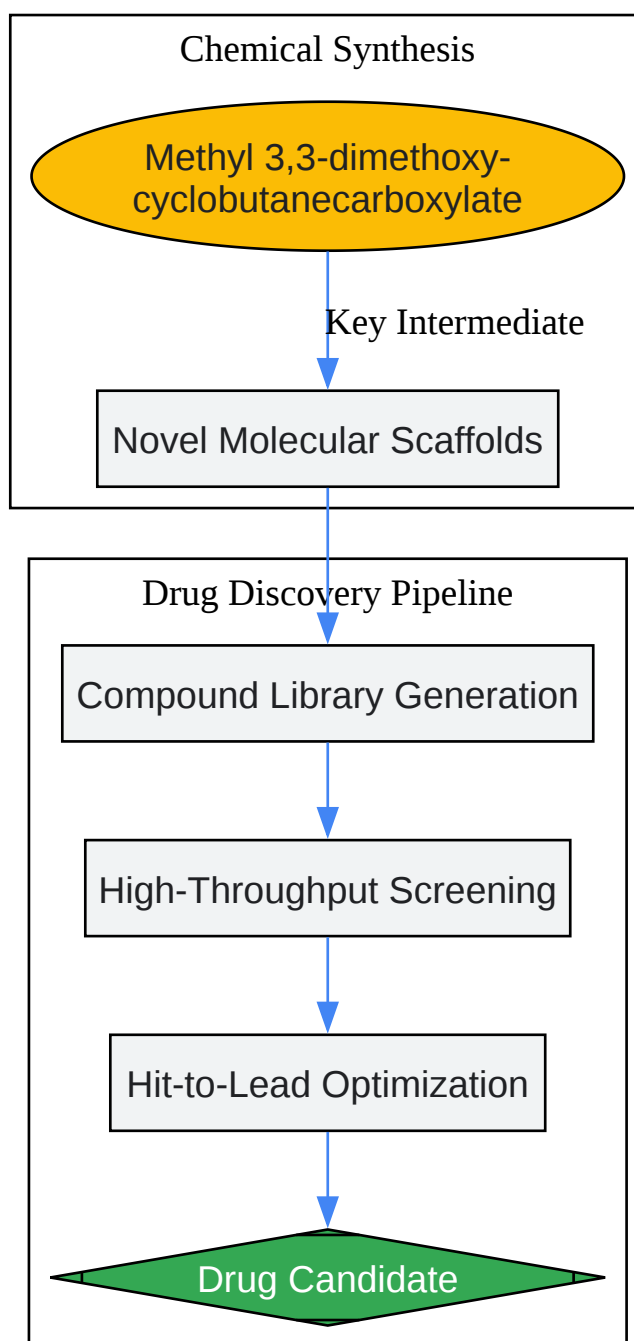 Chemical Synthesis
Methyl 3,3-dimethoxy-
cyclobutanecarboxylate
Key Intermediate
Novel Molecular Scaffolds
Drug Discovery Pipeline
Compound Library Generation
High-Throughput Screening
Hit-to-Lead Optimization
Drug Candidate